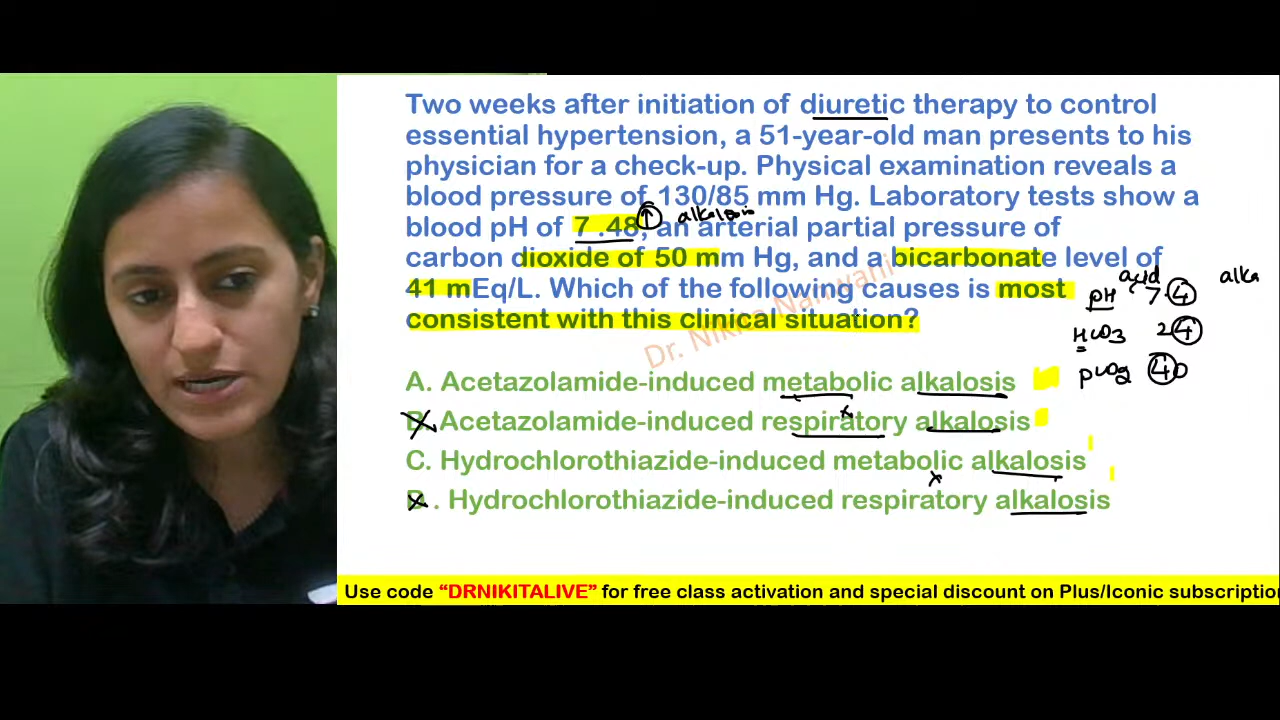 Two weeks after initiation of diuretic therapy to control
essential hypertension, a 51-year-old man presents to his
physician for a check-up. Physical examination reveals a
blood pressure of 130/85 mm Hg. Laboratory tests show a
blood pH of 7 .48, an arterial partial pressure of
↑ alkalosis
carbon dioxide of 50 mm Hg, and a bicarbonate level of
41 mEq/L. Which of the following causes is most
consistent with this clinical situation?
acid alka
pH 7.4
HCO3 24
pCO2 40
Dr. Nikita Nanwani
A. Acetazolamide-induced metabolic alkalosis
B. Acetazolamide-induced respiratory alkalosis
C. Hydrochlorothiazide-induced metabolic alkalosis
D . Hydrochlorothiazide-induced respiratory alkalosis
Use code “DRNIKITALIVE” for free class activation and special discount on Plus/Iconic subscription